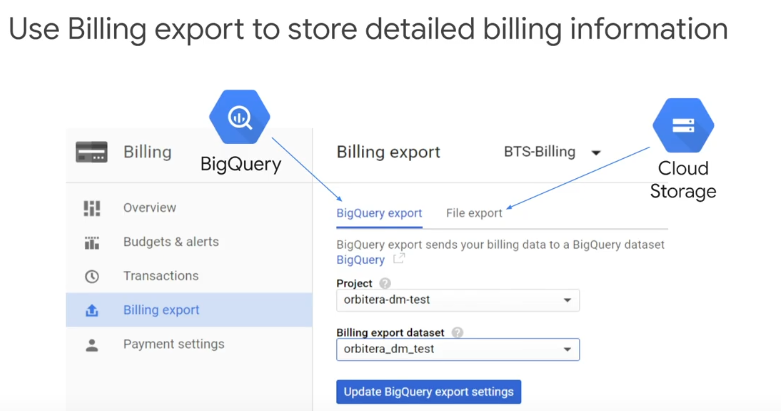 Use Billing export to store detailed billing information
BigQuery
Cloud
Storage
Billing
Overview
Budgets & alerts
Transactions
Billing export
Payment settings
Billing export
BTS-Billing
BigQuery export
File export
BigQuery export sends your billing data to a BigQuery dataset
BigQuery
Project ?
orbitera-dm-test
Billing export dataset ?
orbitera_dm_test
Update BigQuery export settings